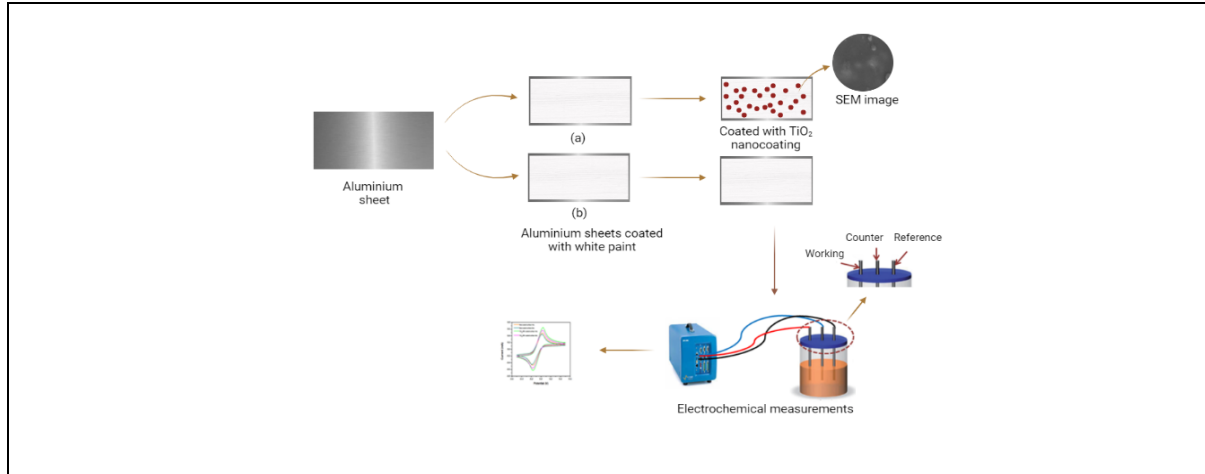 SEM image
(a)
Coated with TiO₂
nanocoating
Aluminium
sheet
(b)
Aluminium sheets coated
with white paint
Counter
Reference
Working
Electrochemical measurements